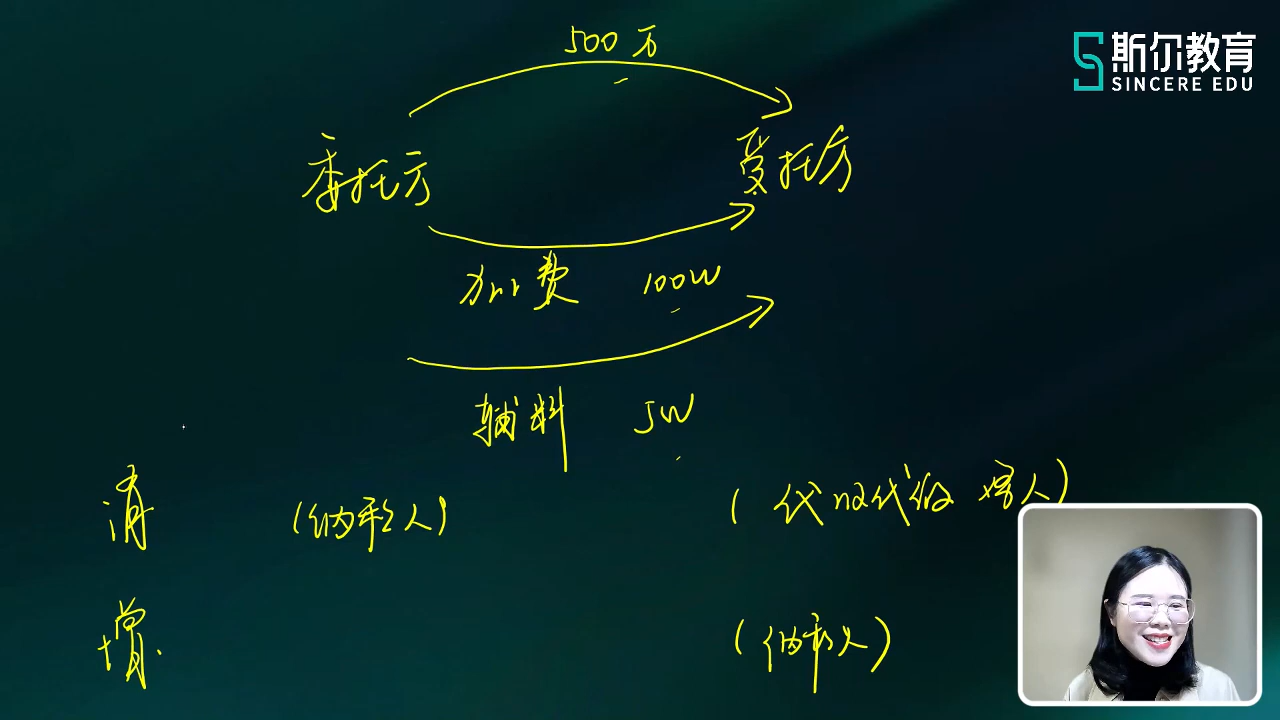 斯尔教育
SINCERE EDU
500万
委托方 受托方
加工费 100W
辅料 5W
消 (纳税人) (代收代缴 义务人)
增 (纳税人)